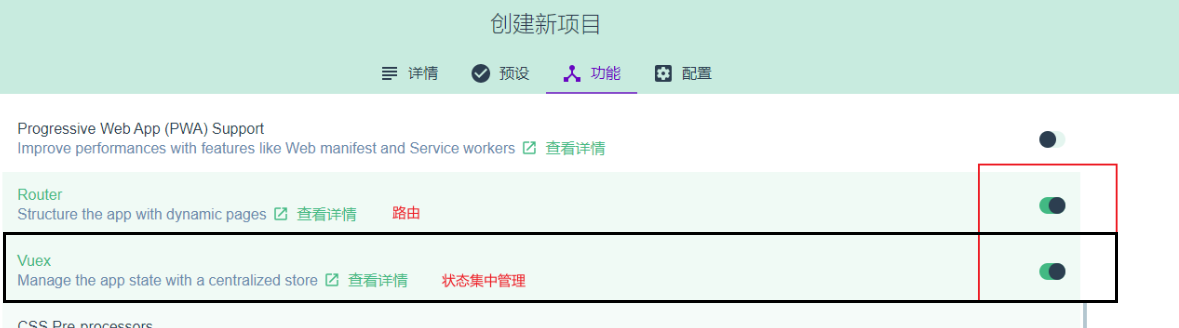 创建新项目
详情 预设 功能 配置
Progressive Web App (PWA) Support
Improve performances with features like Web manifest and Service workers 查看详情
Router
Structure the app with dynamic pages 查看详情 路由
Vuex
Manage the app state with a centralized store 查看详情 状态集中管理
CSS Pre-processors